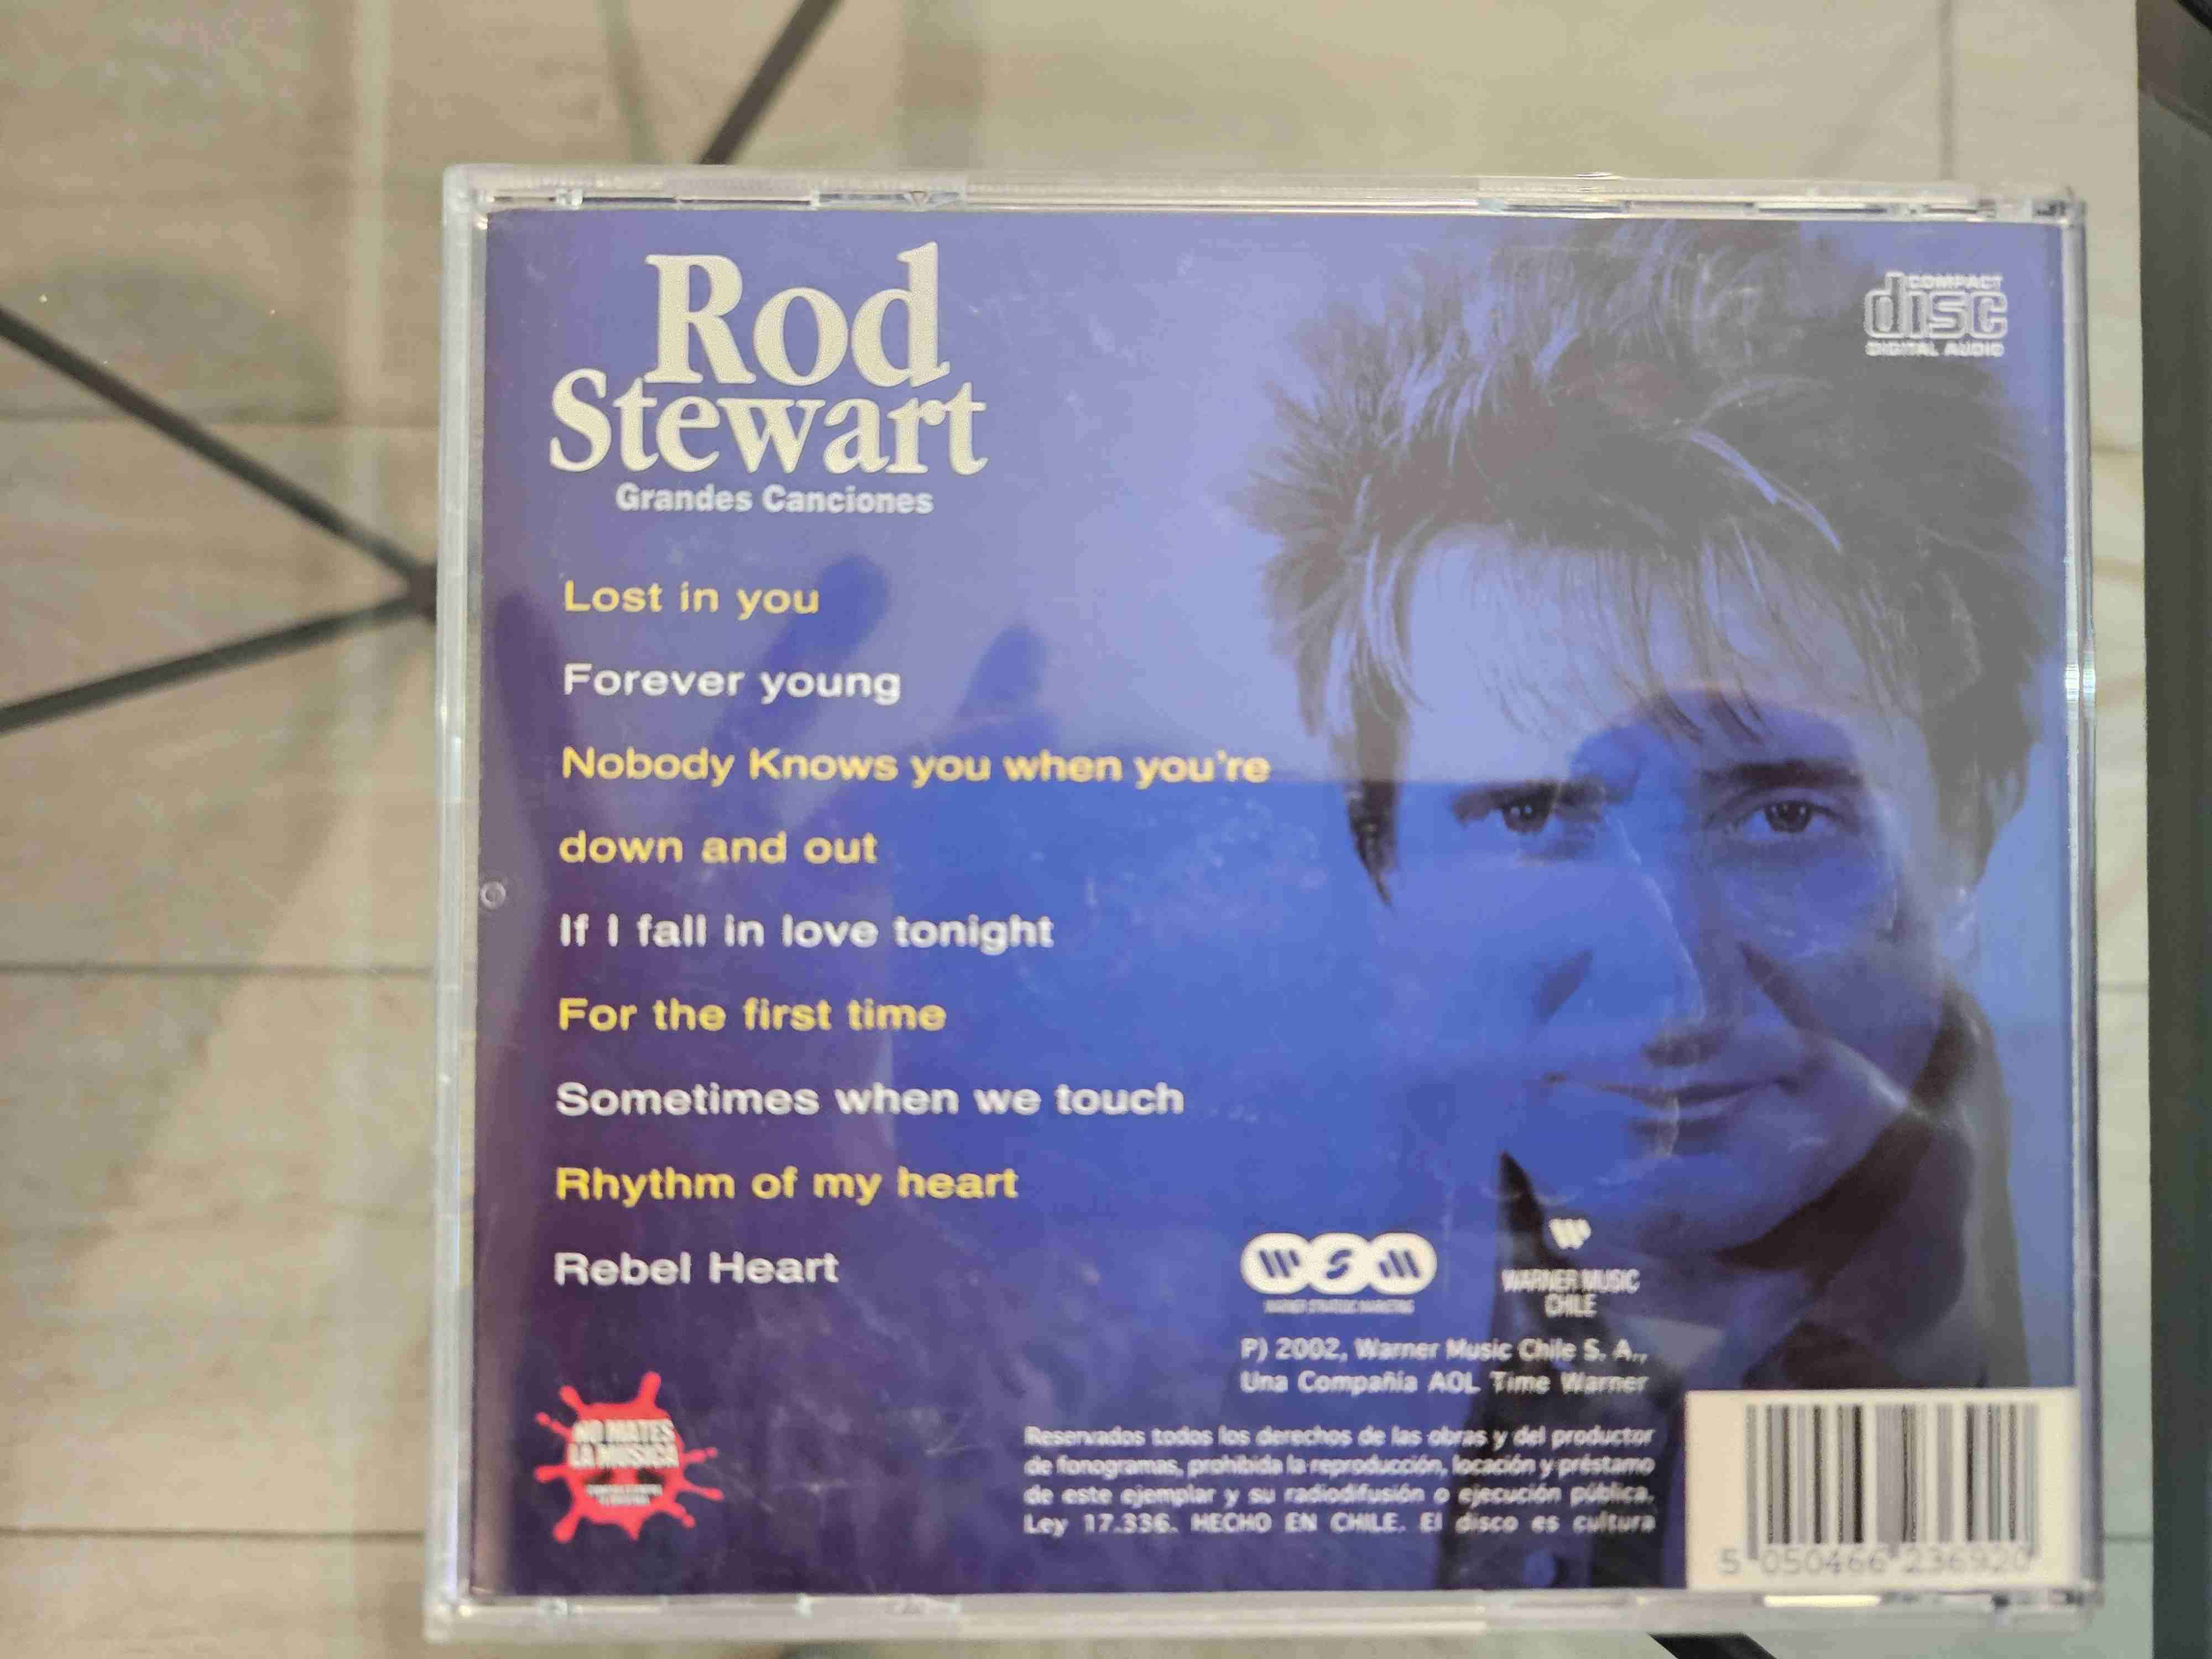 Rod
Stewart
Grandes Canciones
COMPACT
disc
DIGITAL AUDIO
Lost in you
Forever young
Nobody Knows you when you're
down and out
If I fall in love tonight
For the first time
Sometimes when we touch
Rhythm of my heart
Rebel Heart
WSM
WARNER STRATEGIC MARKETING
WARNER MUSIC
CHILE
P) 2002, Warner Music Chile S. A.,
Una Compañia AOL Time Warner
NO MATES
LA MUSICA
Reservados todos los derechos de las obras y del productor
de fonogramas, prohibida la reproducción, locación y préstamo
de este ejemplar y su radiodifusión o ejecución pública.
Ley 17.336. HECHO EN CHILE. El disco es cultura
5 050466 236920